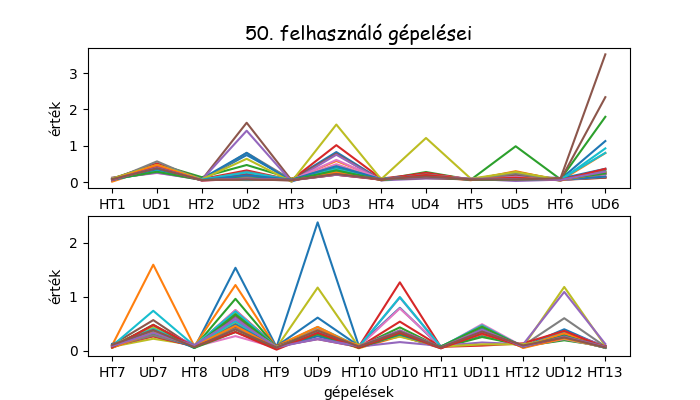 50. felhasználó gépelései
3
2
1
0
érték
HT1 UD1 HT2 UD2 HT3 UD3 HT4 UD4 HT5 UD5 HT6 UD6
2
1
0
érték
HT7 UD7 HT8 UD8 HT9 UD9 HT10 UD10 HT11 UD11 HT12 UD12 HT13
gépelések